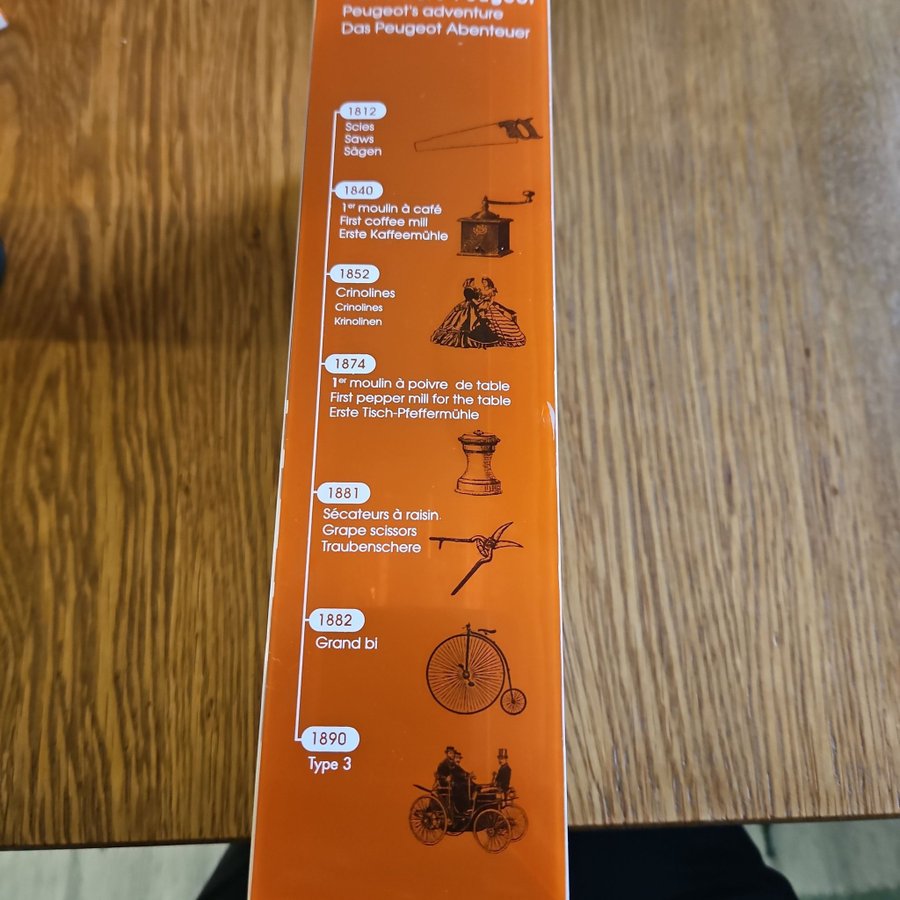 Peugeot
Peugeot's adventure
Das Peugeot Abenteuer
1812
Scies
Saws
Sägen
1840
1er moulin à café
First coffee mill
Erste Kaffeemühle
1852
Crinolines
Crinolines
Krinolinen
1874
1er moulin à poivre de table
First pepper mill for the table
Erste Tisch-Pfeffermühle
1881
Sécateurs à raisin
Grape scissors
Traubenschere
1882
Grand bi
1890
Type 3